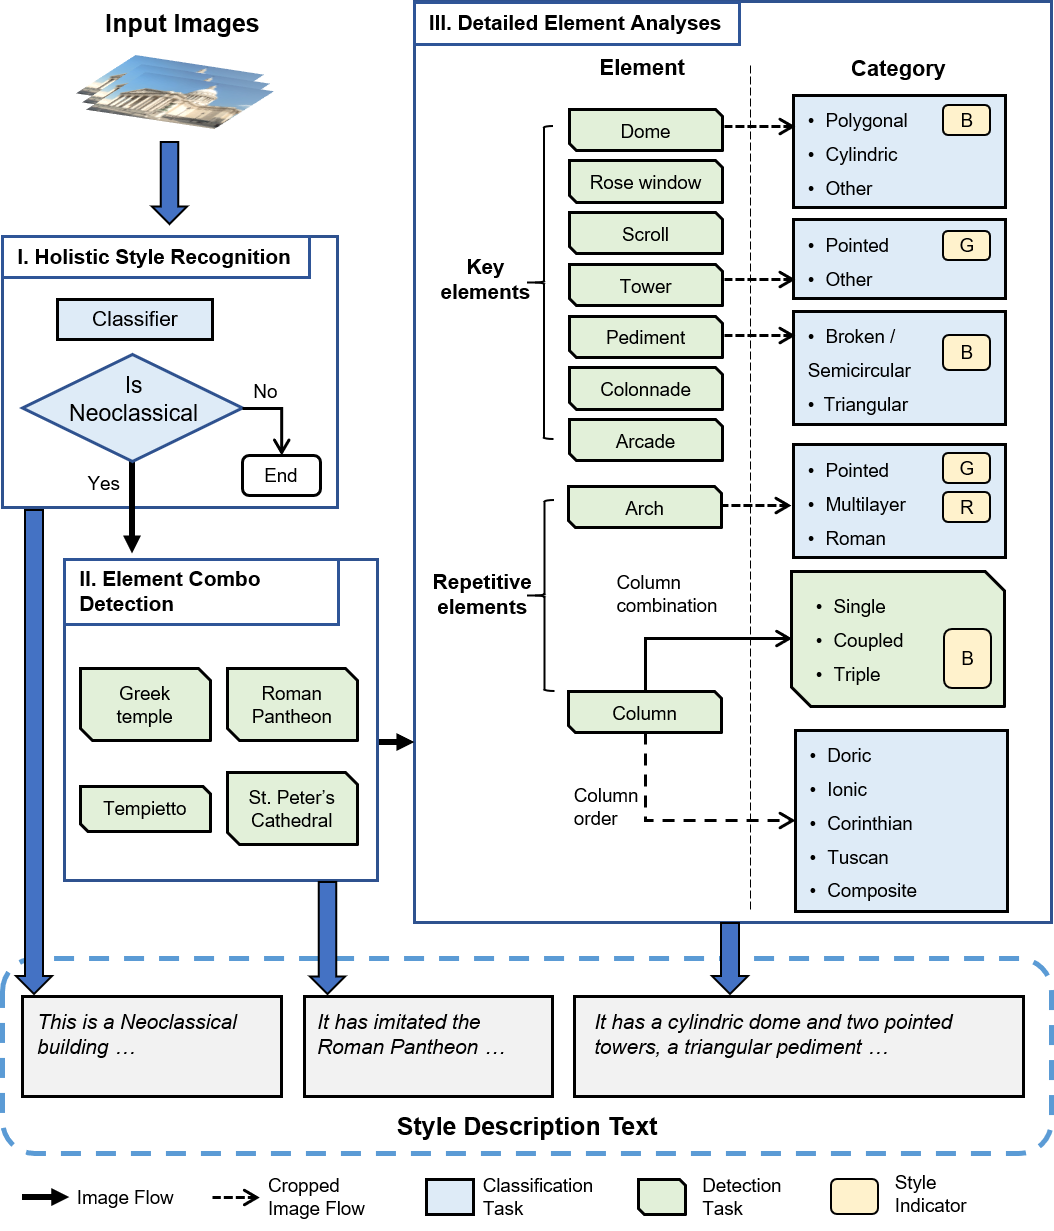 Input Images
I. Holistic Style Recognition
Classifier
Is
Neoclassical
No
End
Yes
II. Element Combo
Detection
Greek
temple
Roman
Pantheon
Tempietto
St. Peter's
Cathedral
III. Detailed Element Analyses
Element
Category
Key
elements
Dome
Rose window
Scroll
Tower
Pediment
Colonnade
Arcade
• Polygonal
• Cylindric
• Other
B
• Pointed
• Other
G
• Broken /
Semicircular
• Triangular
B
Repetitive
elements
Arch
• Pointed
• Multilayer
• Roman
G
R
Column
combination
• Single
• Coupled
• Triple
B
Column
Column
order
• Doric
• Ionic
• Corinthian
• Tuscan
• Composite
This is a Neoclassical
building …
It has imitated the
Roman Pantheon …
It has a cylindric dome and two pointed
towers, a triangular pediment …
Style Description Text
Image Flow
Cropped
Image Flow
Classification
Task
Detection
Task
Style
Indicator